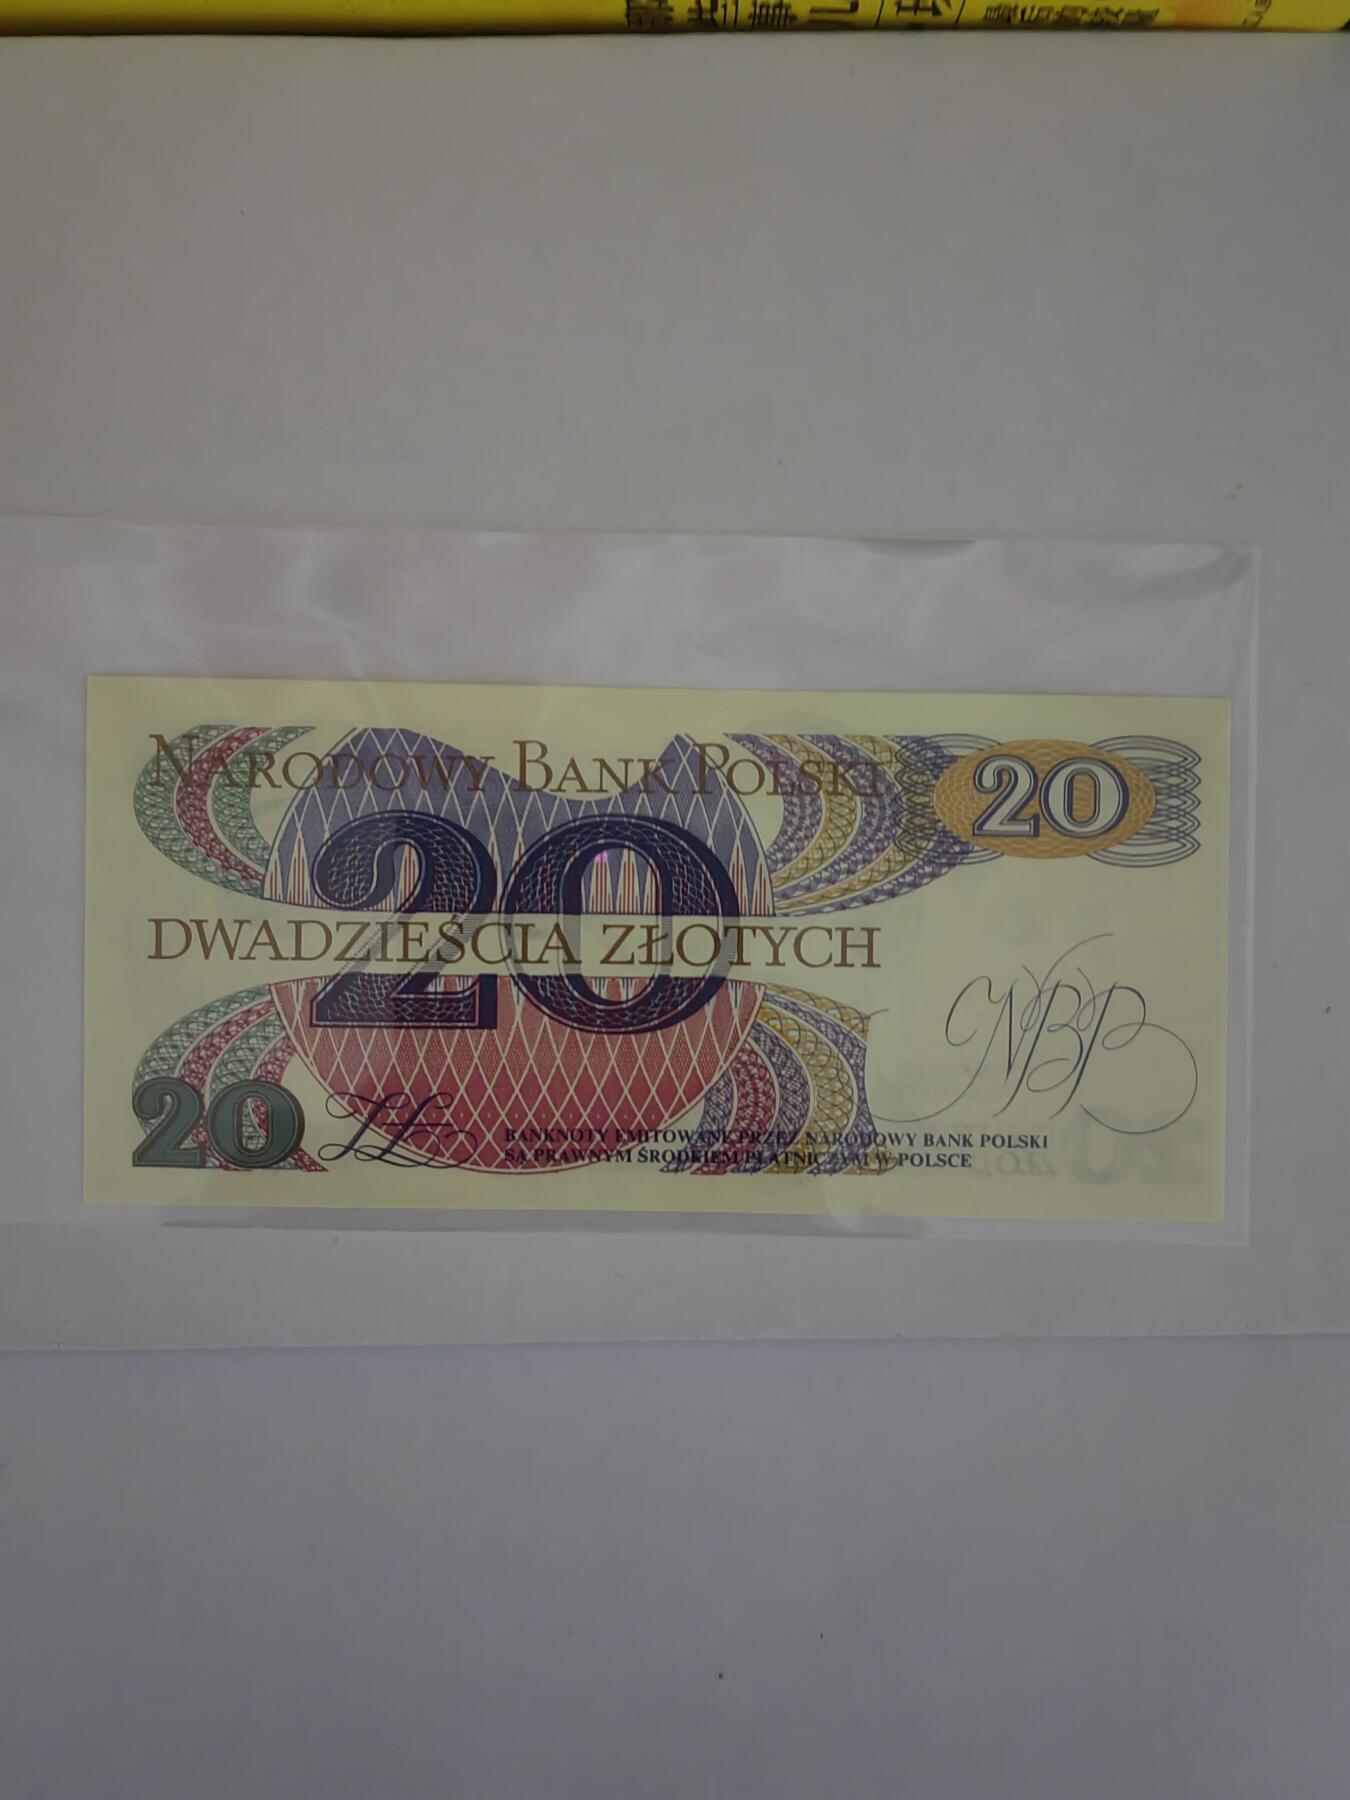 NARODOWY BANK POLSKI
20
20
DWADZIEŚCIA ZŁOTYCH
NBP
20
ZŁ
BANKNOTY EMITOWANE PRZEZ NARODOWY BANK POLSKI
SĄ PRAWNYM ŚRODKIEM PŁATNICZYM W POLSCE